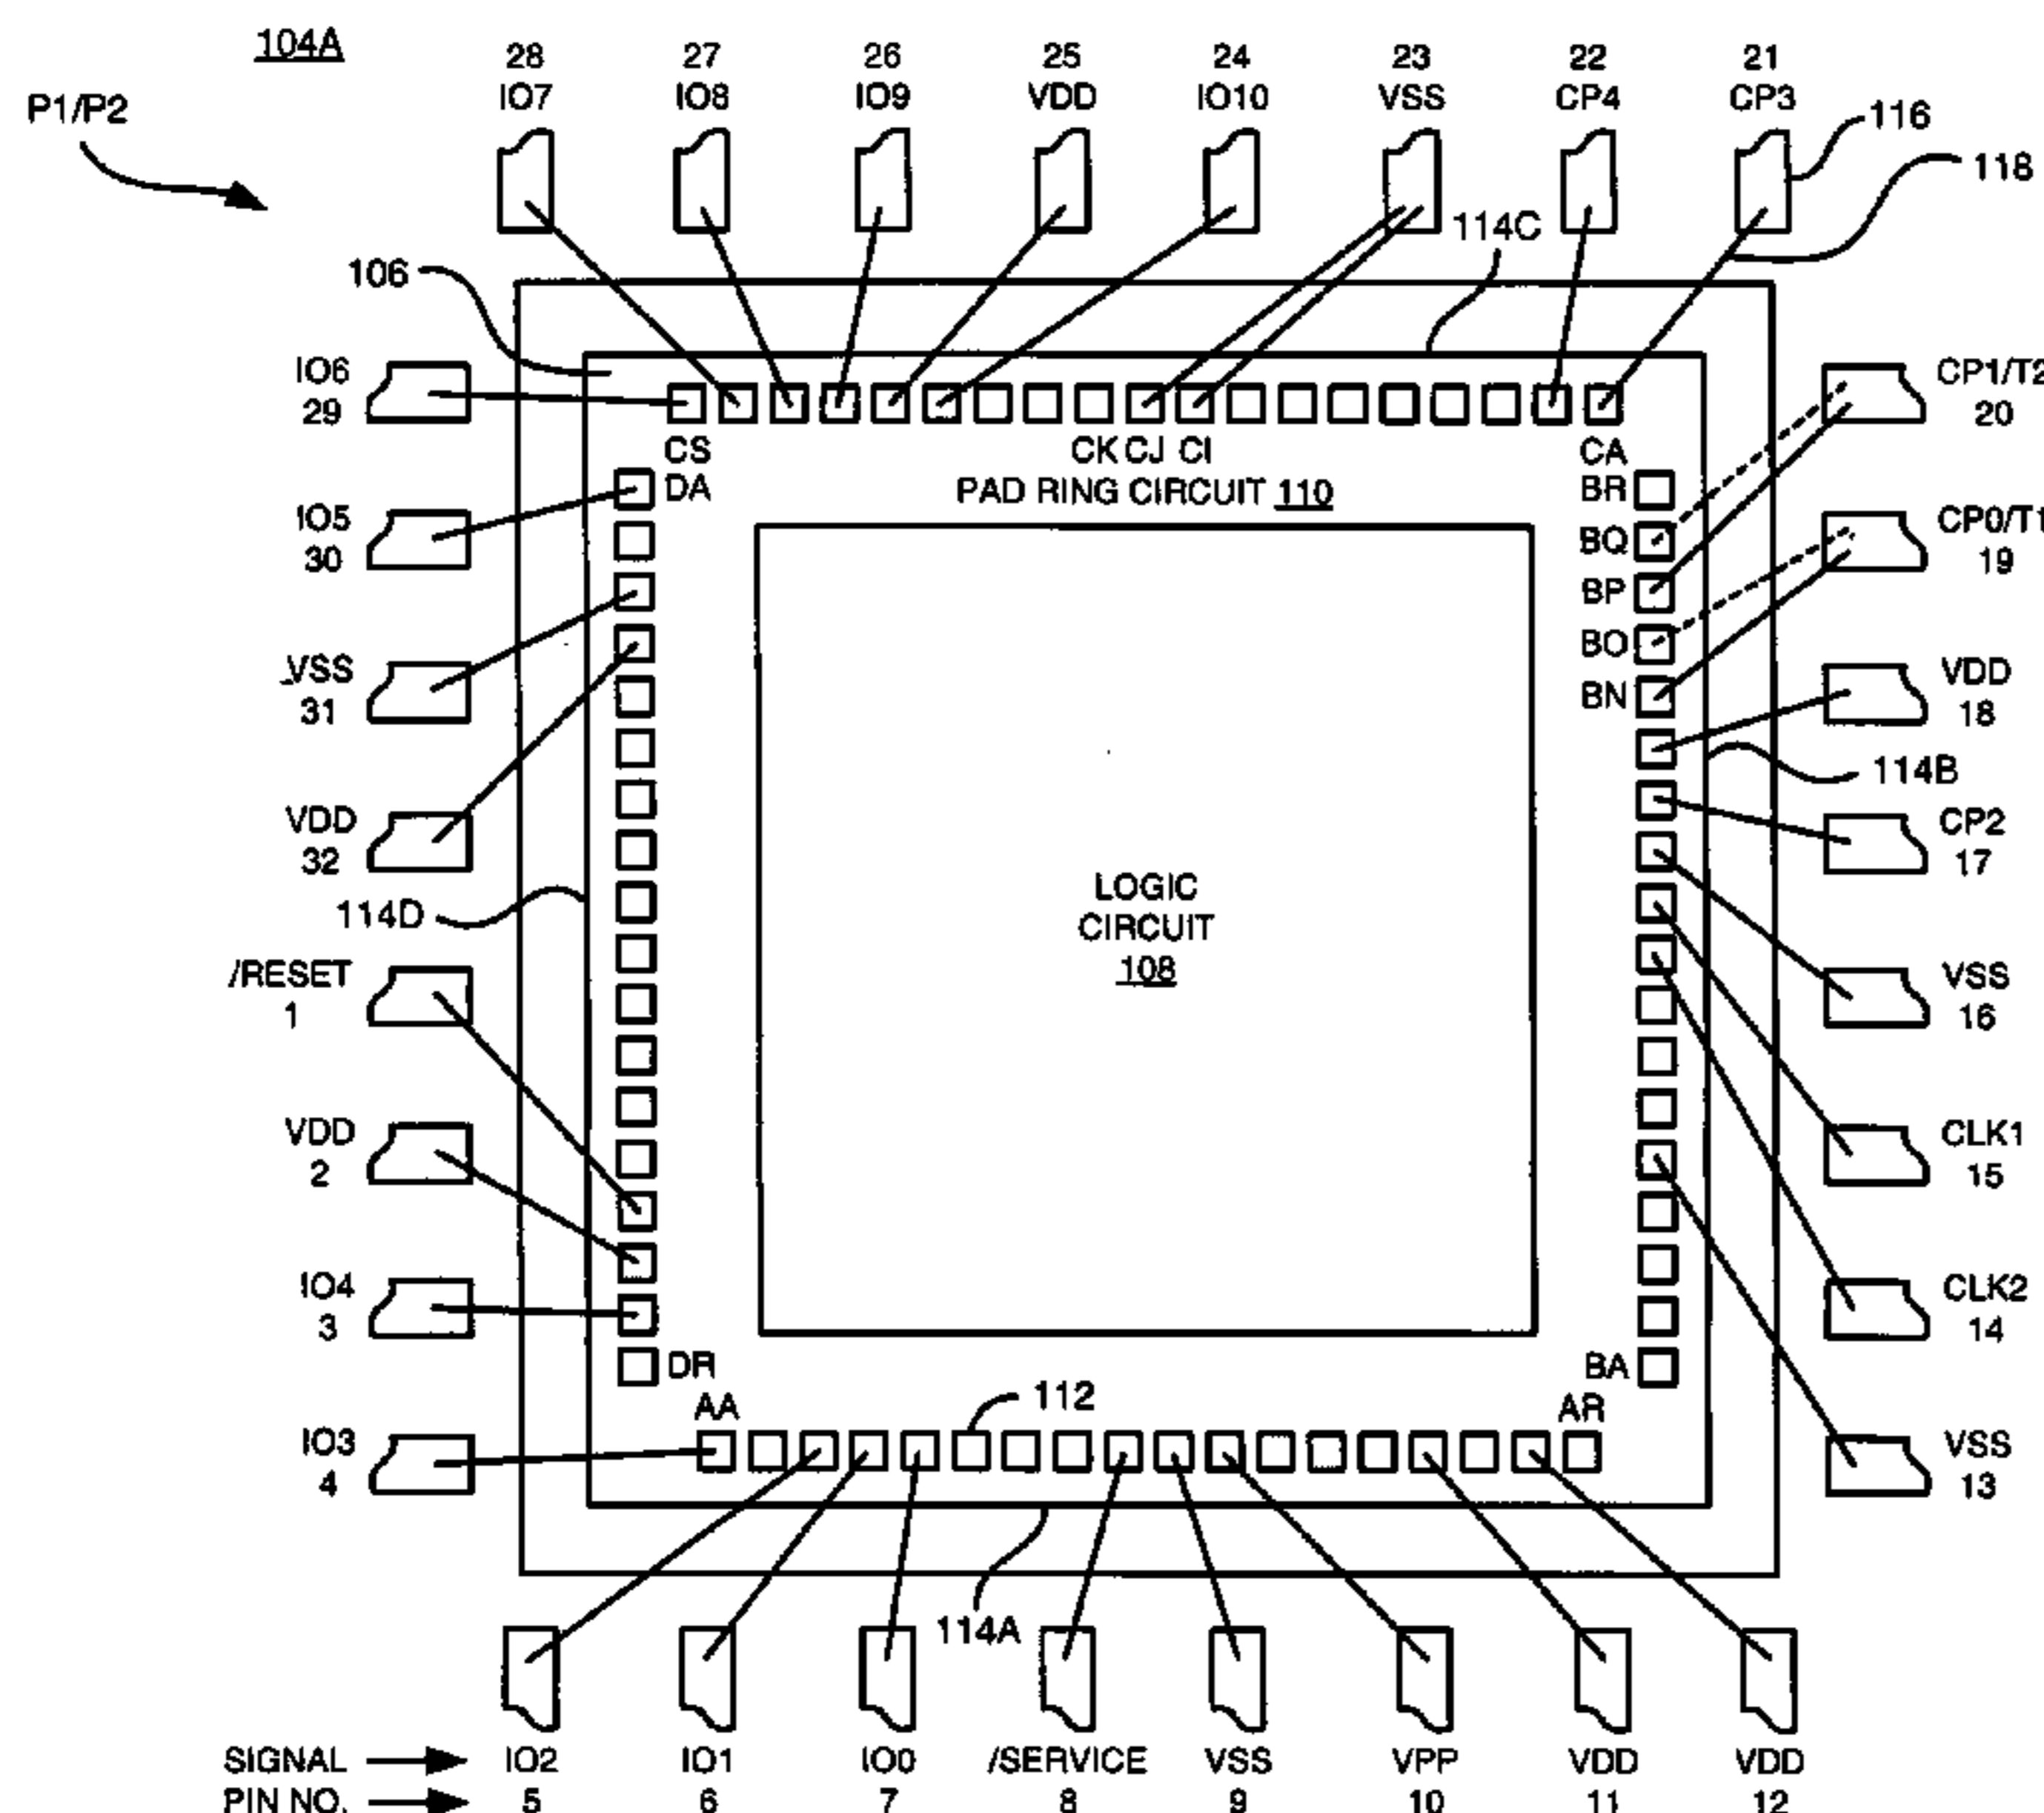 104A
P1/P2
28 27 26 25 24 23 22 21
IO7 IO8 IO9 VDD IO10 VSS CP4 CP3
116
118
114C
106
IO6
29
CP1/T2
20
CS CK CJ CI CA
DA PAD RING CIRCUIT 110 BR
IO5
30
BQ
CP0/T1
19
BP
BO
VSS
31
BN
VDD
18
114B
VDD
32
CP2
17
LOGIC
CIRCUIT
108
114D
/RESET
1
VSS
16
VDD
2
CLK1
15
IO4
3
CLK2
14
DR BA
AA 112 AR
IO3
4
VSS
13
114A
SIGNAL IO2 IO1 IO0 /SERVICE VSS VPP VDD VDD
PIN NO. 5 6 7 8 9 10 11 12